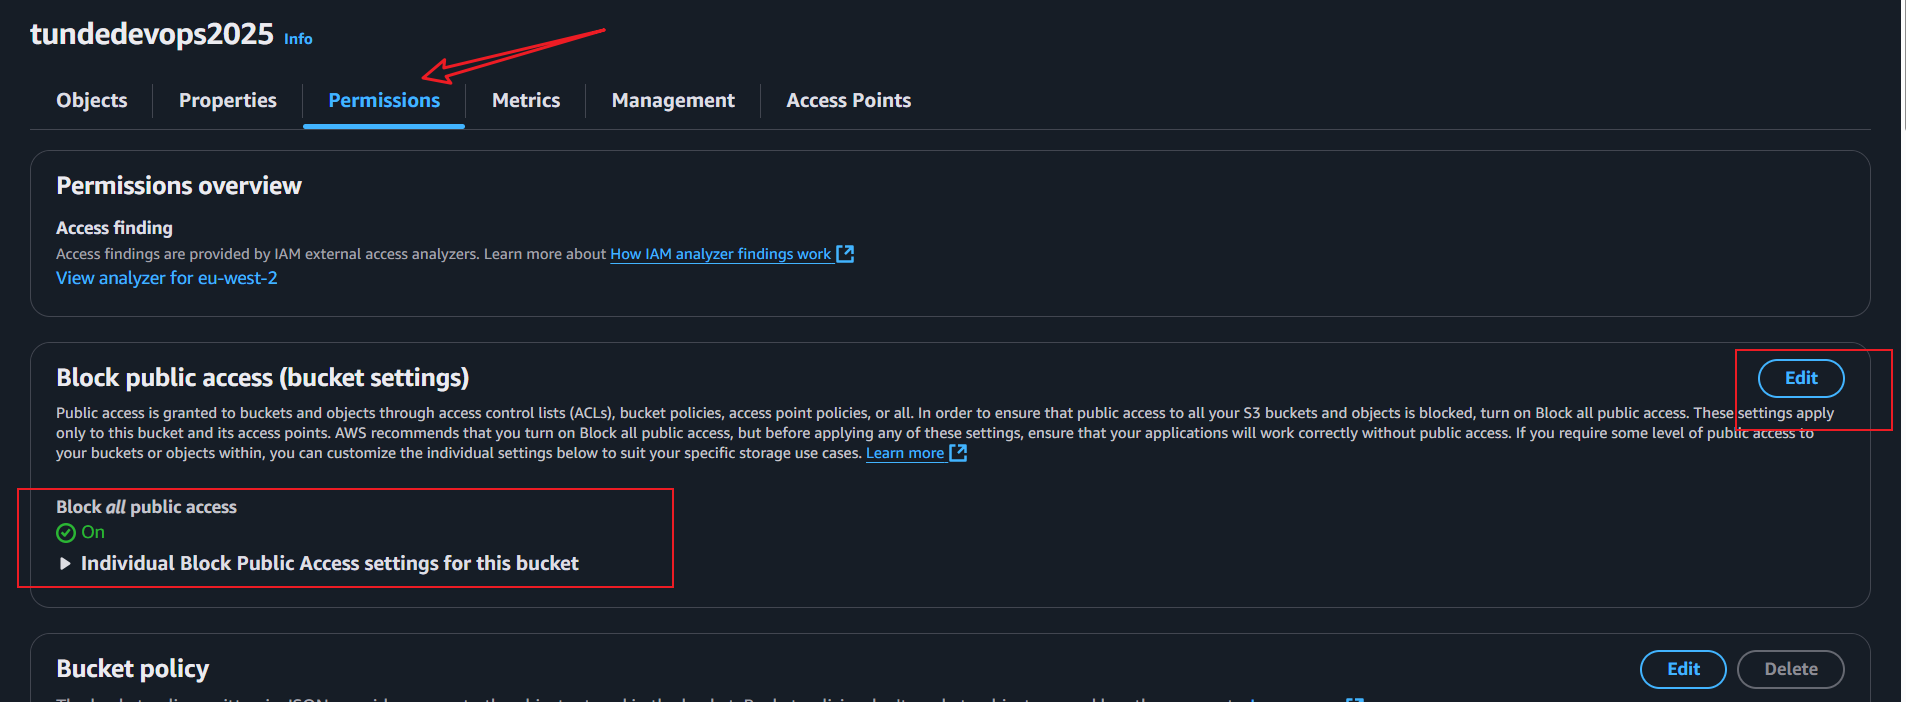 tundedevops2025 Info
Objects Properties Permissions Metrics Management Access Points
Permissions overview
Access finding
Access findings are provided by IAM external access analyzers. Learn more about How IAM analyzer findings work
View analyzer for eu-west-2
Block public access (bucket settings)
Edit
Public access is granted to buckets and objects through access control lists (ACLs), bucket policies, access point policies, or all. In order to ensure that public access to all your S3 buckets and objects is blocked, turn on Block all public access. These settings apply
only to this bucket and its access points. AWS recommends that you turn on Block all public access, but before applying any of these settings, ensure that your applications will work correctly without public access. If you require some level of public access to
your buckets or objects within, you can customize the individual settings below to suit your specific storage use cases. Learn more
Block all public access
On
Individual Block Public Access settings for this bucket
Bucket policy
Edit Delete